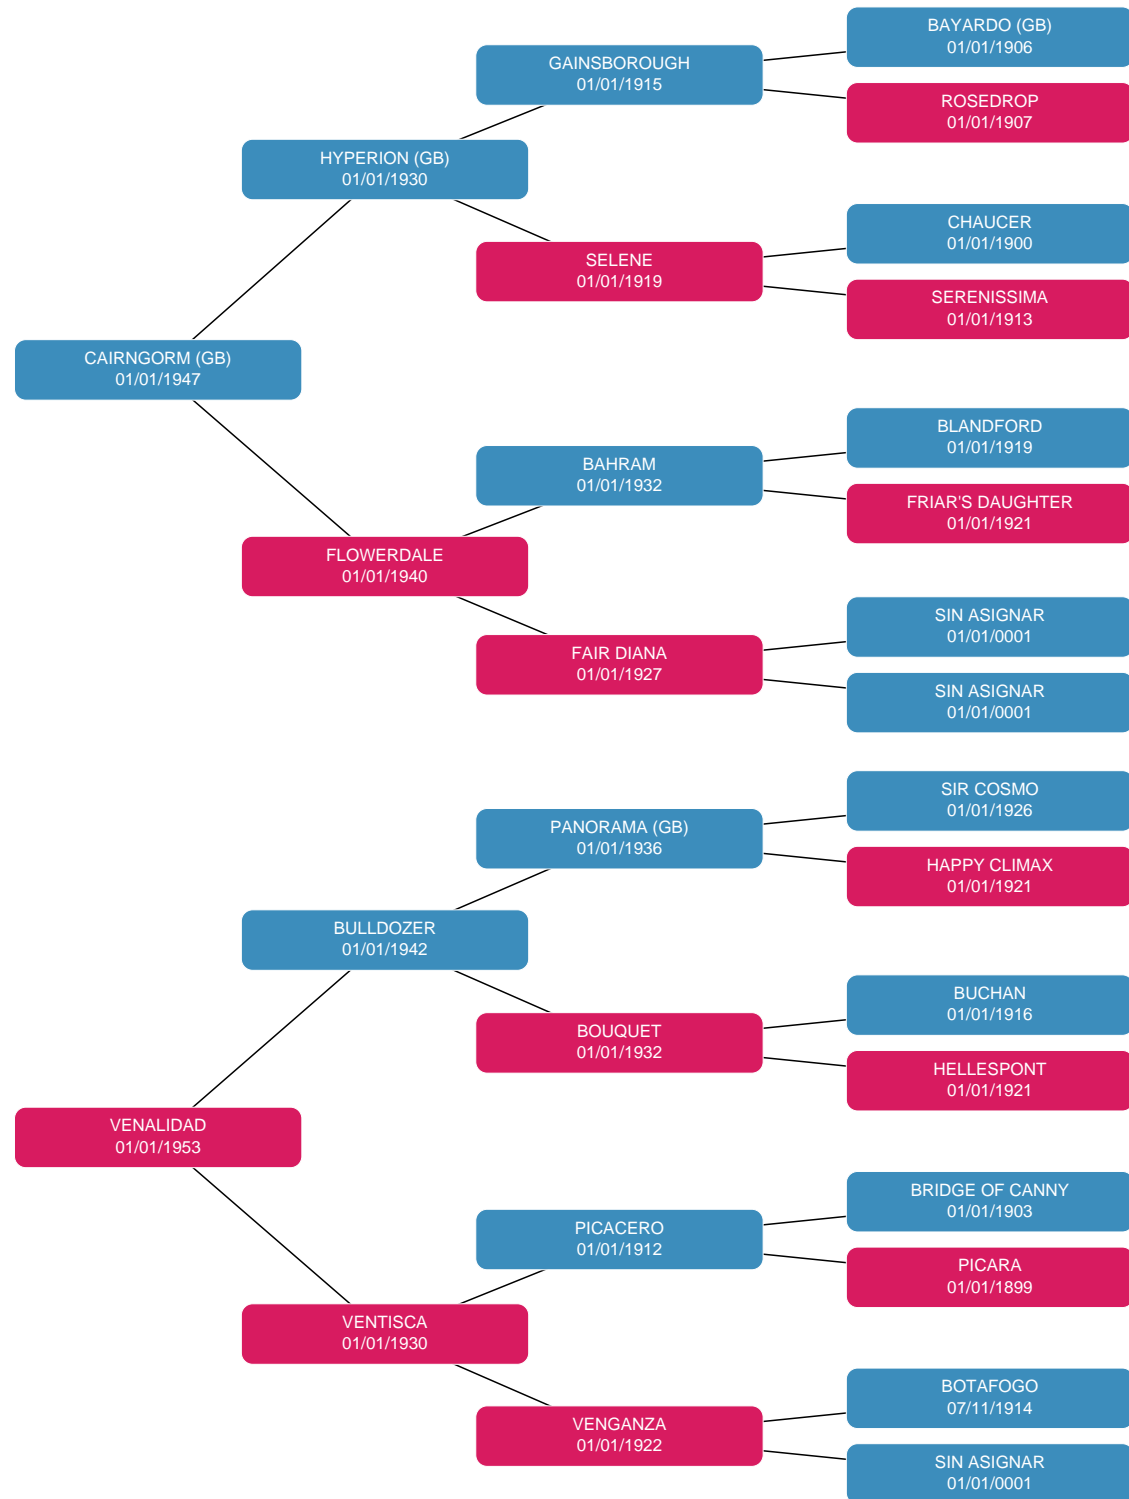 BAYARDO (GB)
01/01/1906
GAINSBOROUGH
01/01/1915
ROSEDROP
01/01/1907
HYPERION (GB)
01/01/1930
CHAUCER
01/01/1900
SELENE
01/01/1919
SERENISSIMA
01/01/1913
CAIRNGORM (GB)
01/01/1947
BLANDFORD
01/01/1919
BAHRAM
01/01/1932
FRIAR'S DAUGHTER
01/01/1921
FLOWERDALE
01/01/1940
SIN ASIGNAR
01/01/0001
FAIR DIANA
01/01/1927
SIN ASIGNAR
01/01/0001
SIR COSMO
01/01/1926
PANORAMA (GB)
01/01/1936
HAPPY CLIMAX
01/01/1921
BULLDOZER
01/01/1942
BUCHAN
01/01/1916
BOUQUET
01/01/1932
HELLESPONT
01/01/1921
VENALIDAD
01/01/1953
BRIDGE OF CANNY
01/01/1903
PICACERO
01/01/1912
PICARA
01/01/1899
VENTISCA
01/01/1930
BOTAFOGO
07/11/1914
VENGANZA
01/01/1922
SIN ASIGNAR
01/01/0001